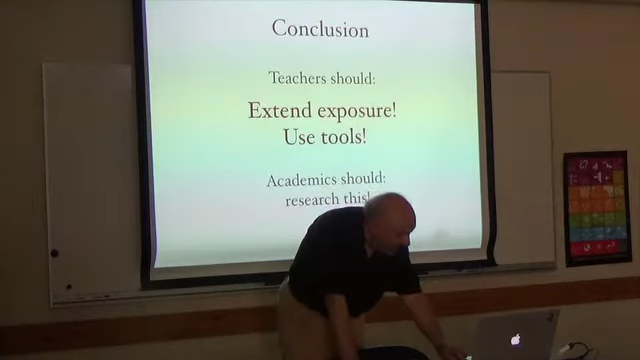 Conclusion
Teachers should:
Extend exposure!
Use tools!
Academics should:
research this!